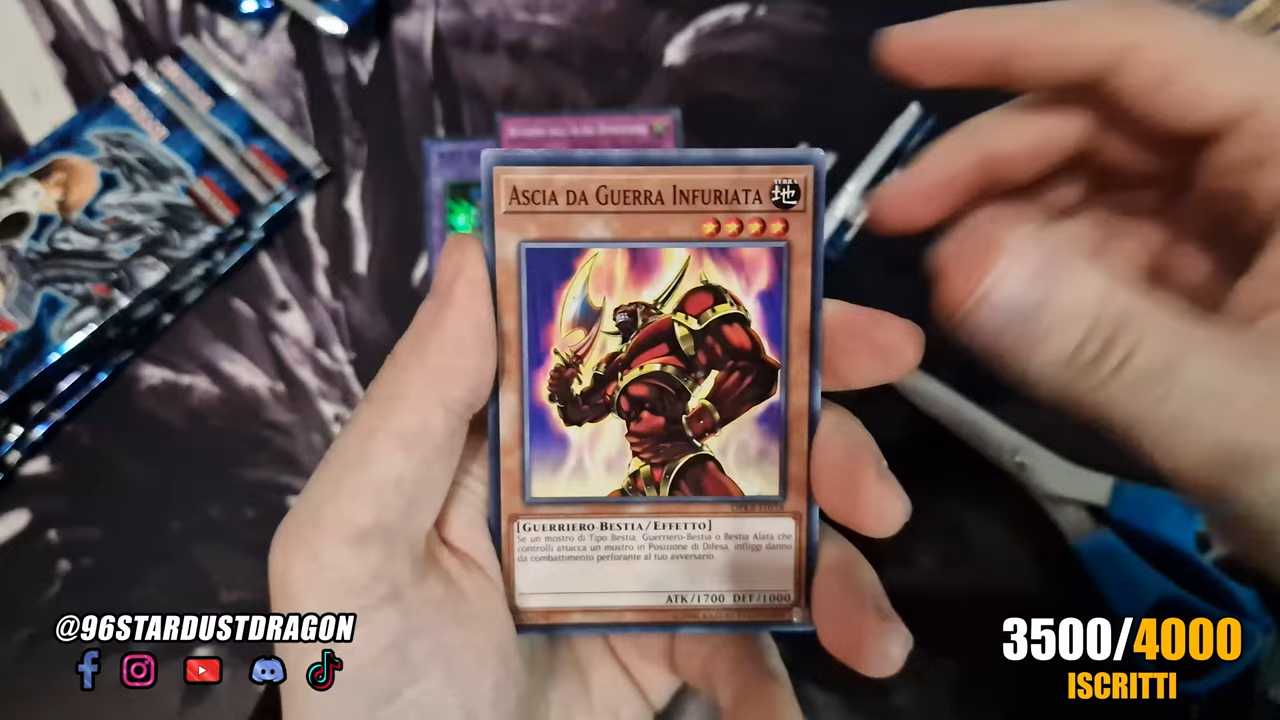 ASCIA DA GUERRA INFURIATA
TERRA
地
[GUERRIERO-BESTIA/EFFETTO]
Se un mostro di Tipo Bestia, Guerriero-Bestia o Bestia Alata che
controlli attacca un mostro in Posizione di Difesa, infliggi danno
da combattimento perforante al tuo avversario.
ATK/1700 DEF/1000
@96STARDUSTDRAGON
3500/4000
ISCRITTI